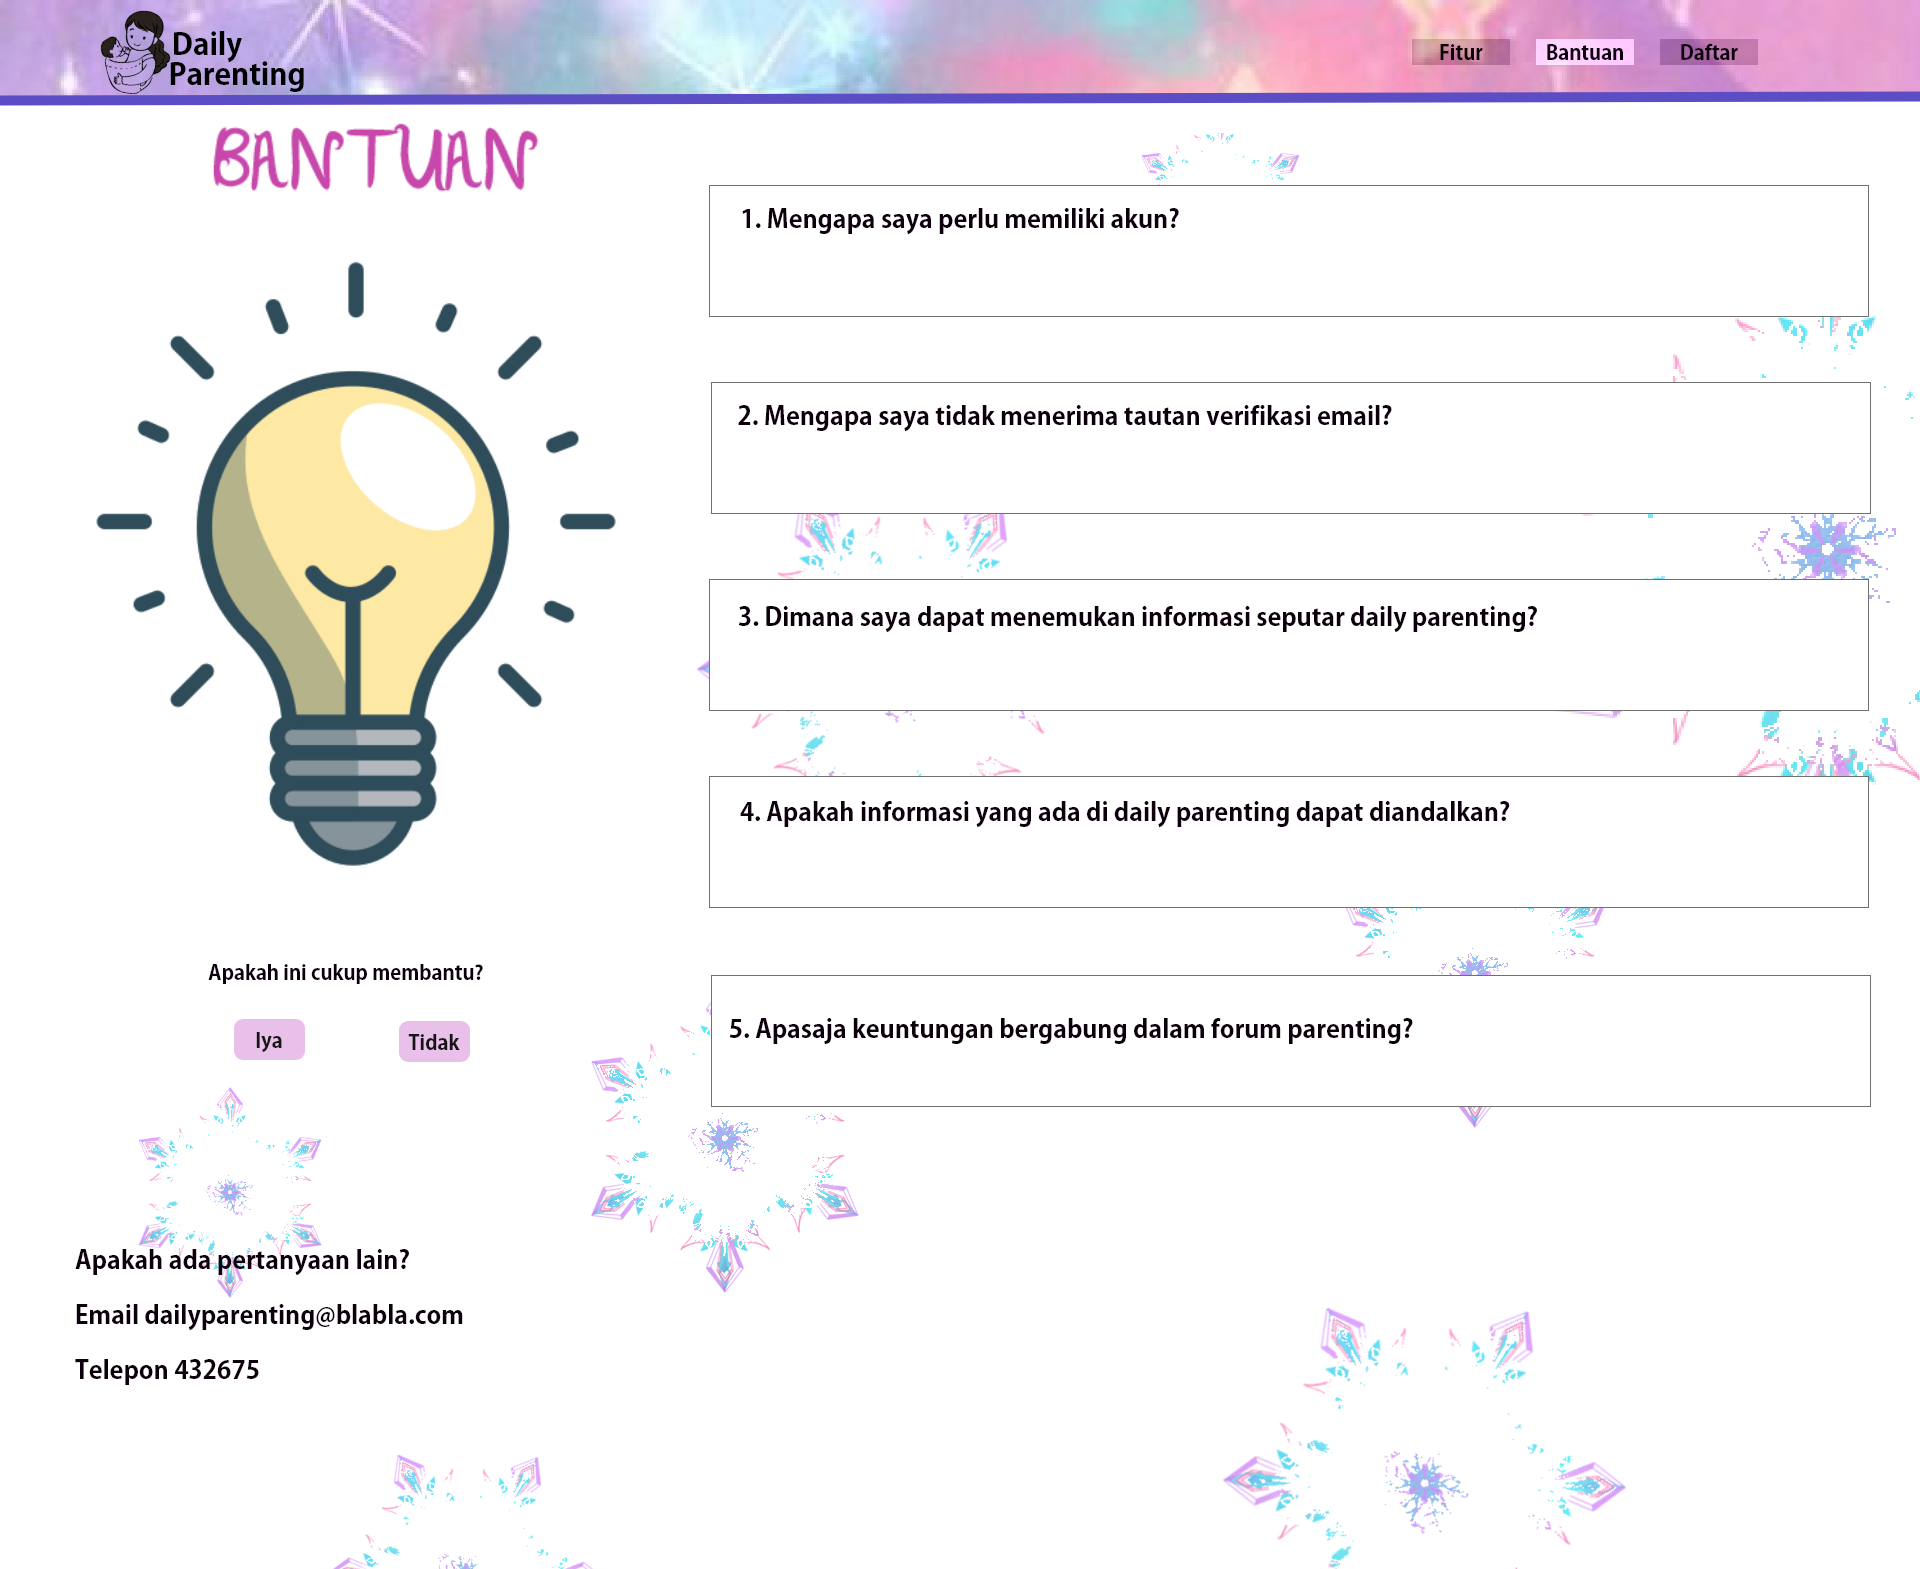 Daily
Parenting
Fitur
Bantuan
Daftar
BANTUAN
1. Mengapa saya perlu memiliki akun?
2. Mengapa saya tidak menerima tautan verifikasi email?
3. Dimana saya dapat menemukan informasi seputar daily parenting?
4. Apakah informasi yang ada di daily parenting dapat diandalkan?
5. Apasaja keuntungan bergabung dalam forum parenting?
Apakah ini cukup membantu?
Iya
Tidak
Apakah ada pertanyaan lain?
Email dailyparenting@blabla.com
Telepon 432675